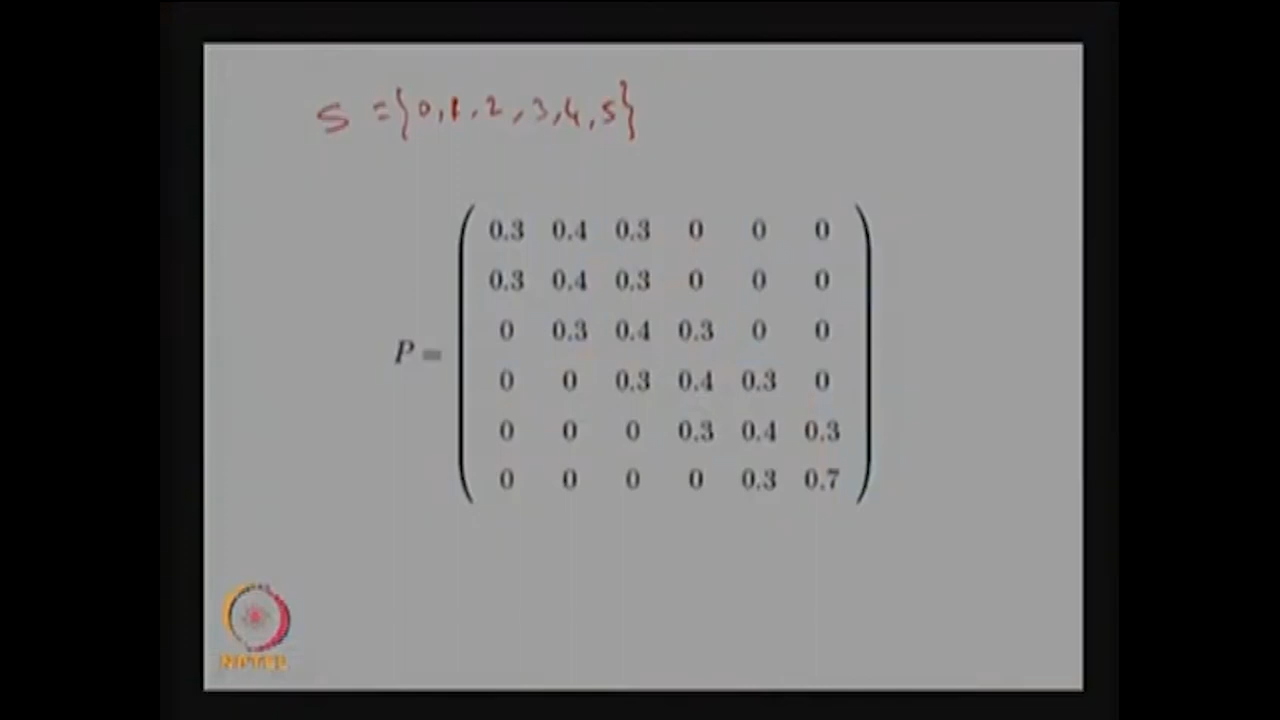 S = {0, 1, 2, 3, 4, 5}
0.3 0.4 0.3 0 0 0
0.3 0.4 0.3 0 0 0
0 0.3 0.4 0.3 0 0
P = 0 0 0.3 0.4 0.3 0
0 0 0 0.3 0.4 0.3
0 0 0 0 0.3 0.7
NPTEL